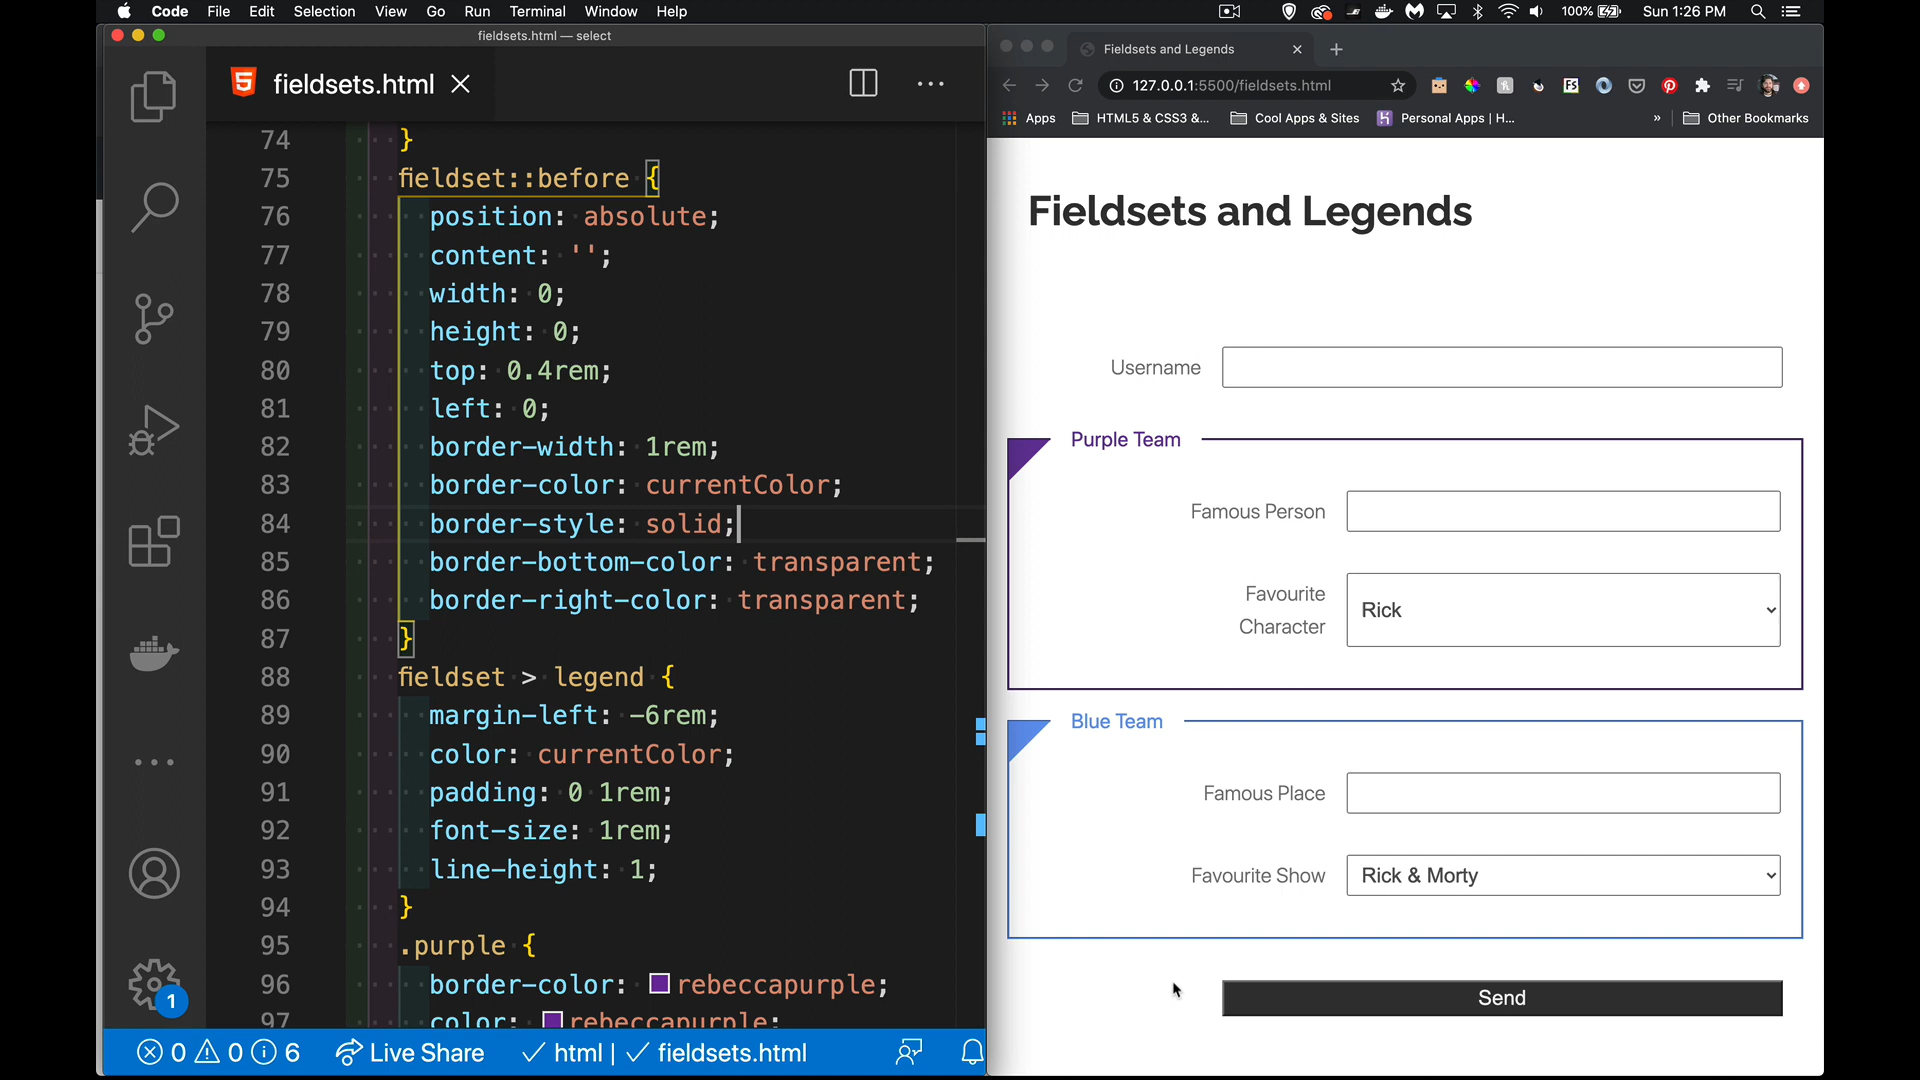 Code File Edit Selection View Go Run Terminal Window Help 100% Sun 1:26 PM
fieldsets.html — select
fieldsets.html
74 }
75 fieldset::before {
76 position: absolute;
77 content: '';
78 width: 0;
79 height: 0;
80 top: 0.4rem;
81 left: 0;
82 border-width: 1rem;
83 border-color: currentColor;
84 border-style: solid;
85 border-bottom-color: transparent;
86 border-right-color: transparent;
87 }
88 fieldset > legend {
89 margin-left: -6rem;
90 color: currentColor;
91 padding: 0 1rem;
92 font-size: 1rem;
93 line-height: 1;
94 }
95 .purple {
96 border-color: rebeccapurple;
97 color: rebeccapurple;
1
0 0 6 Live Share html | fieldsets.html
Fieldsets and Legends
127.0.0.1:5500/fieldsets.html
Apps HTML5 & CSS3 &... Cool Apps & Sites Personal Apps | H... » Other Bookmarks
Fieldsets and Legends
Username
Purple Team
Famous Person
Favourite
Character
Rick
Blue Team
Famous Place
Favourite Show Rick & Morty
Send